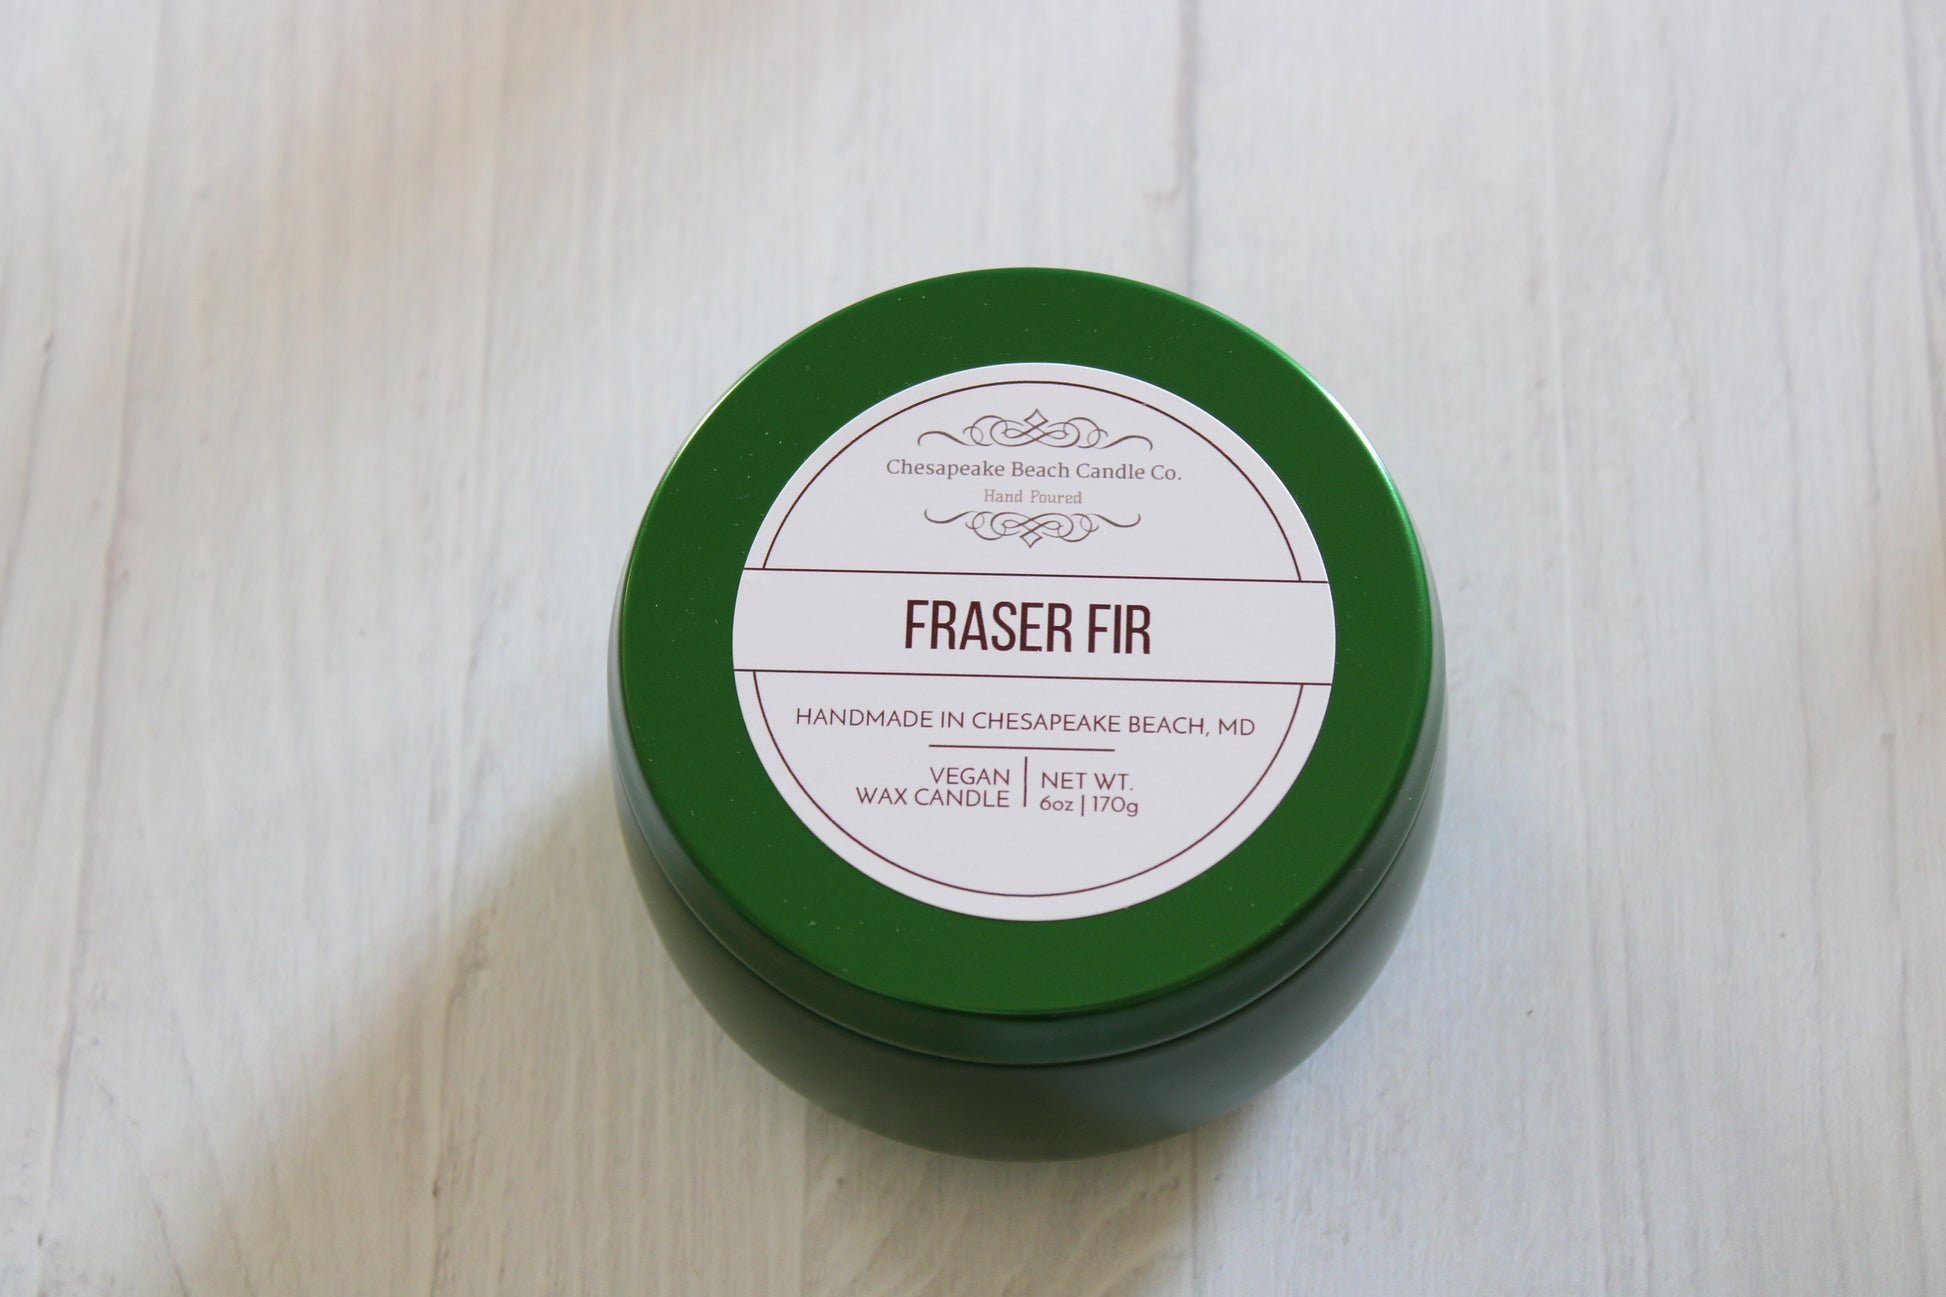 Chesapeake Beach Candle Co.
Hand Poured
FRASER FIR
HANDMADE IN CHESAPEAKE BEACH, MD
VEGAN
WAX CANDLE
NET WT.
6oz | 170g